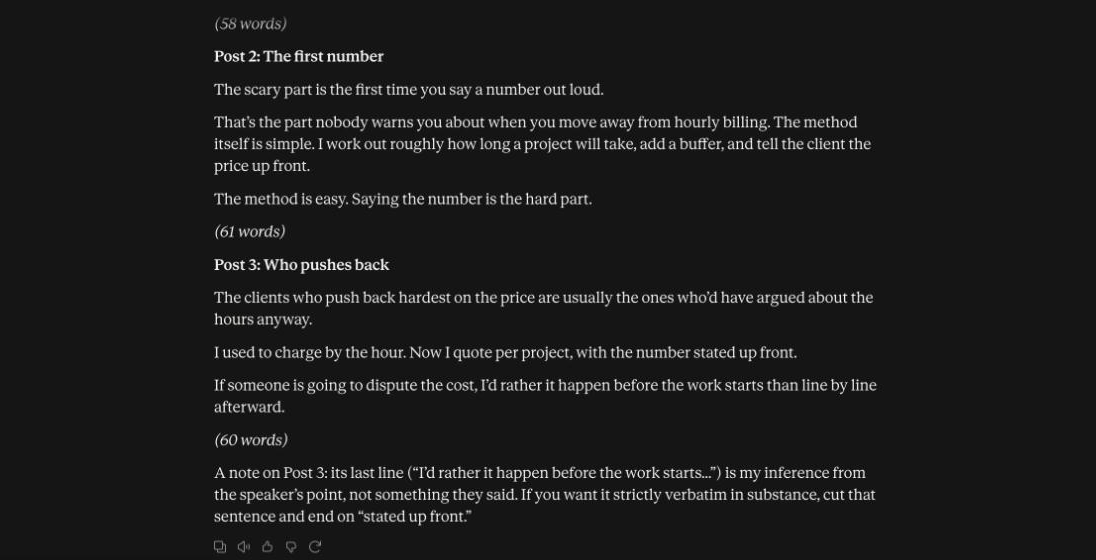 (58 words)
Post 2: The first number
The scary part is the first time you say a number out loud.
That’s the part nobody warns you about when you move away from hourly billing. The method
itself is simple. I work out roughly how long a project will take, add a buffer, and tell the client the
price up front.
The method is easy. Saying the number is the hard part.
(61 words)
Post 3: Who pushes back
The clients who push back hardest on the price are usually the ones who’d have argued about the
hours anyway.
I used to charge by the hour. Now I quote per project, with the number stated up front.
If someone is going to dispute the cost, I’d rather it happen before the work starts than line by line
afterward.
(60 words)
A note on Post 3: its last line (“I’d rather it happen before the work starts...”) is my inference from
the speaker’s point, not something they said. If you want it strictly verbatim in substance, cut that
sentence and end on “stated up front.”